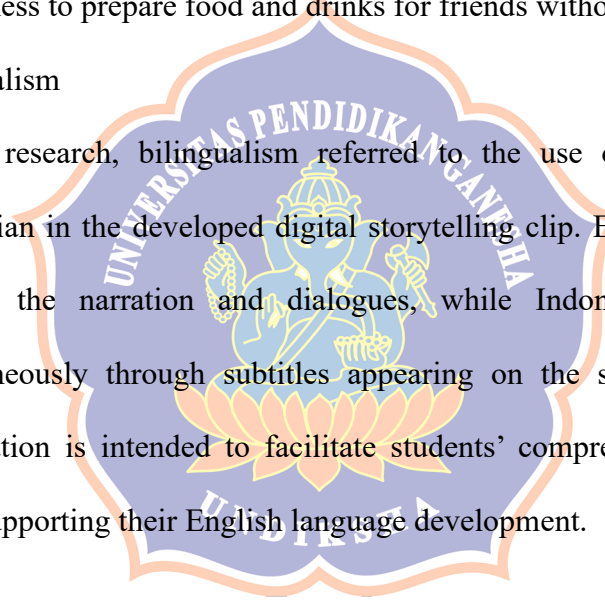 ess to prepare food and drinks for friends witho
alism
research, bilingualism referred to the use
ian in the developed digital storytelling clip.
the narration and dialogues, while Indon
neously through subtitles appearing on the s
tion is intended to facilitate students’ compre
upporting their English language development.
UNIVERSITAS PENDIDIKAN GANESHA
UNDIKSHA